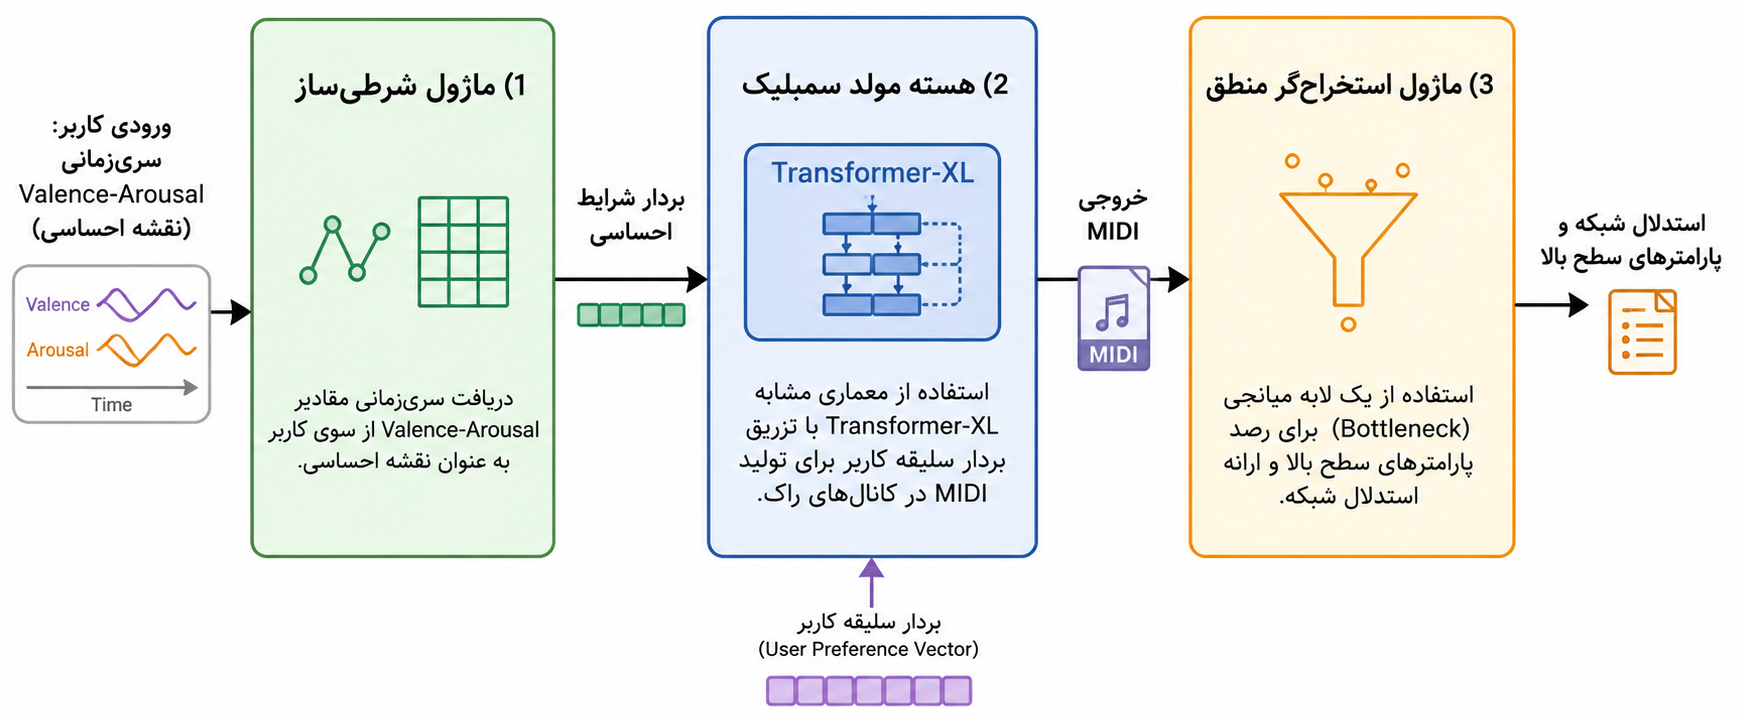 ورودی کاربر:
سری‌زمانی
Valence-Arousal
(نقشه احساسی)
Valence
Arousal
Time
1) ماژول شرطی‌ساز
دریافت سری‌زمانی مقادیر
Valence-Arousal از سوی کاربر
به عنوان نقشه احساسی.
بردار شرایط
احساسی
2) هسته مولد سمبلیک
Transformer-XL
استفاده از معماری مشابه
Transformer-XL با تزریق
بردار سلیقه کاربر برای تولید
MIDI در کانال‌های راک.
بردار سلیقه کاربر
(User Preference Vector)
خروجی
MIDI
MIDI
3) ماژول استخراج‌گر منطق
استفاده از یک لایه میانجی
(Bottleneck) برای رصد
پارامترهای سطح بالا و ارائه
استدلال شبکه.
استدلال شبکه و
پارامترهای سطح بالا